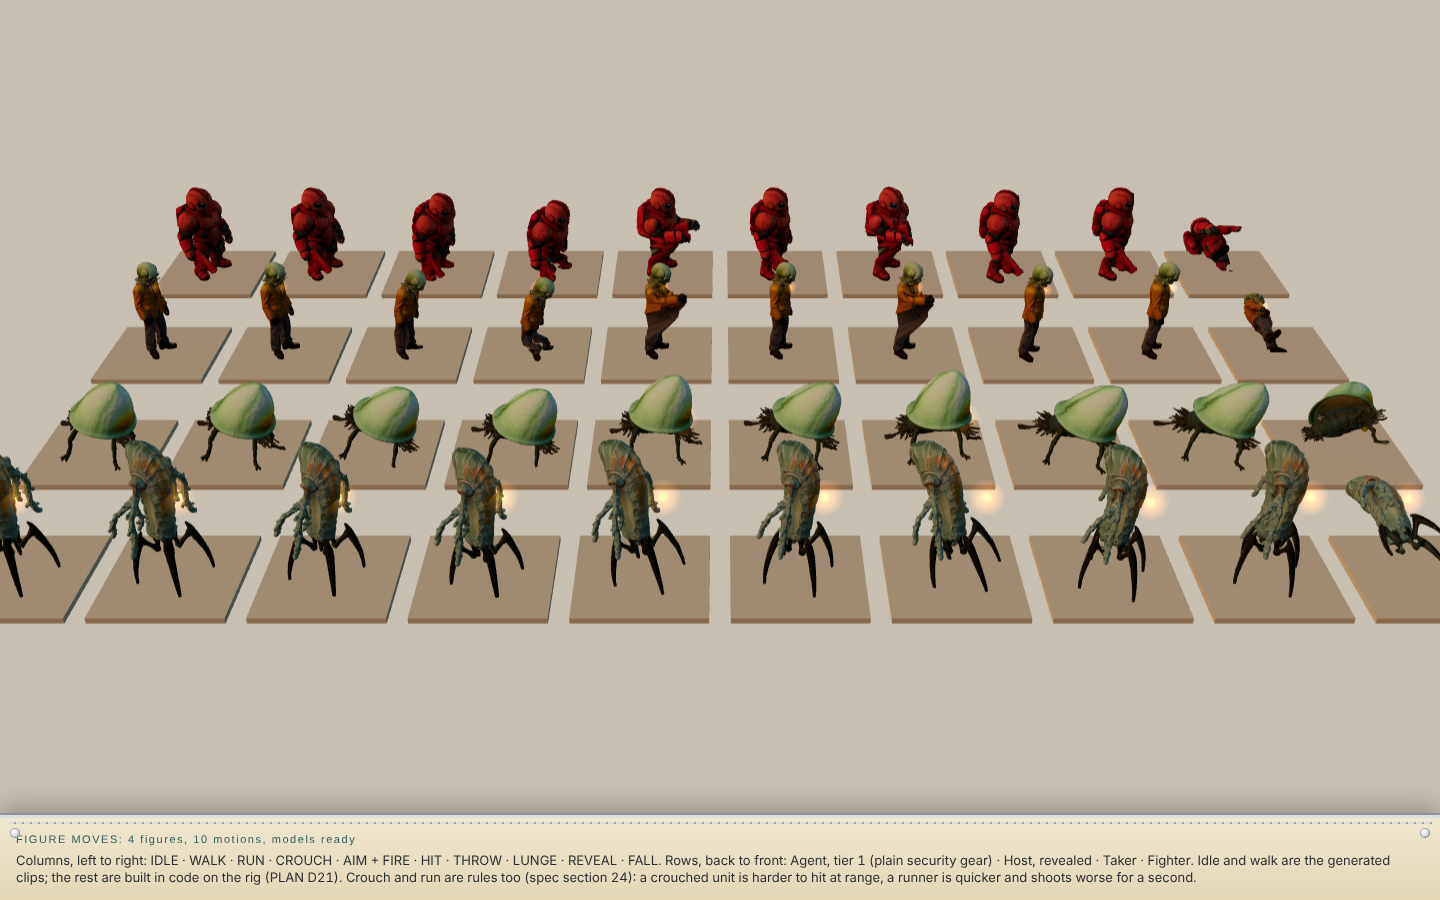 FIGURE MOVES: 4 figures, 10 motions, models ready
Columns, left to right: IDLE · WALK · RUN · CROUCH · AIM + FIRE · HIT · THROW · LUNGE · REVEAL · FALL. Rows, back to front: Agent, tier 1 (plain security gear) · Host, revealed · Taker · Fighter. Idle and walk are the generated
clips; the rest are built in code on the rig (PLAN D21). Crouch and run are rules too (spec section 24): a crouched unit is harder to hit at range, a runner is quicker and shoots worse for a second.